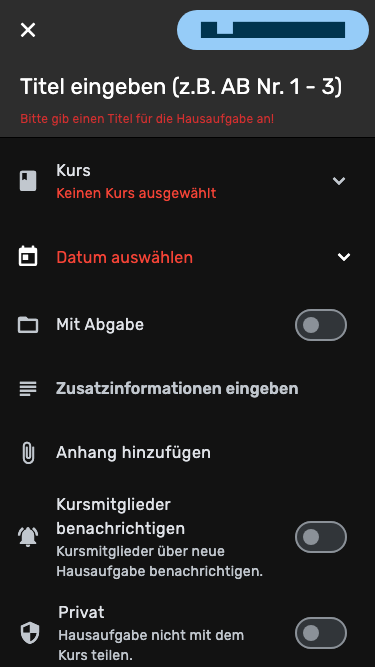 Titel eingeben (z.B. AB Nr. 1 - 3)
Bitte gib einen Titel für die Hausaufgabe an!
Kurs
Keinen Kurs ausgewählt
Datum auswählen
Mit Abgabe
Zusatzinformationen eingeben
Anhang hinzufügen
Kursmitglieder
benachrichtigen
Kursmitglieder über neue
Hausaufgabe benachrichtigen.
Privat
Hausaufgabe nicht mit dem
Kurs teilen.